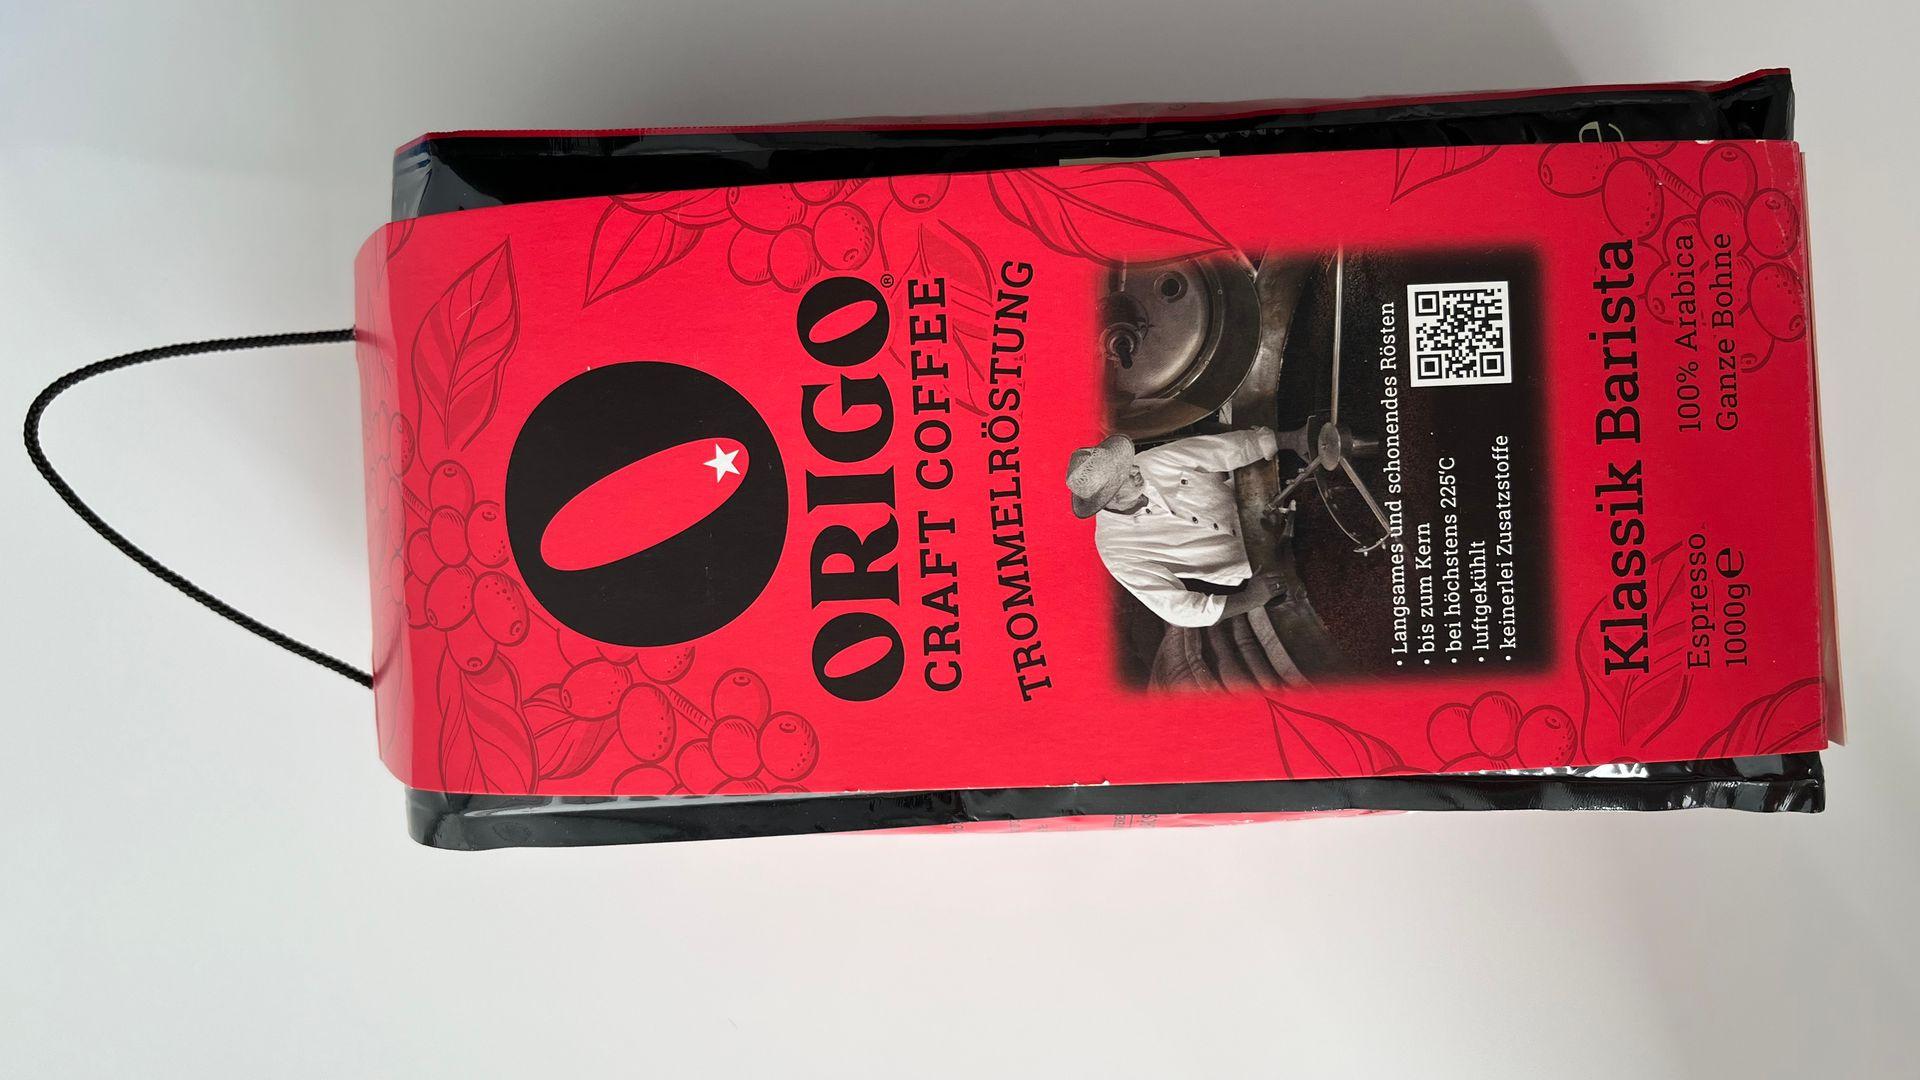 ORIGO®
CRAFT COFFEE
TROMMELRÖSTUNG
• Langsames und schonendes Rösten
• bis zum Kern
• bei höchstens 225°C
• luftgekühlt
• keinerlei Zusatzstoffe
Klassik Barista
Espresso 100% Arabica
1000g℮ Ganze Bohne